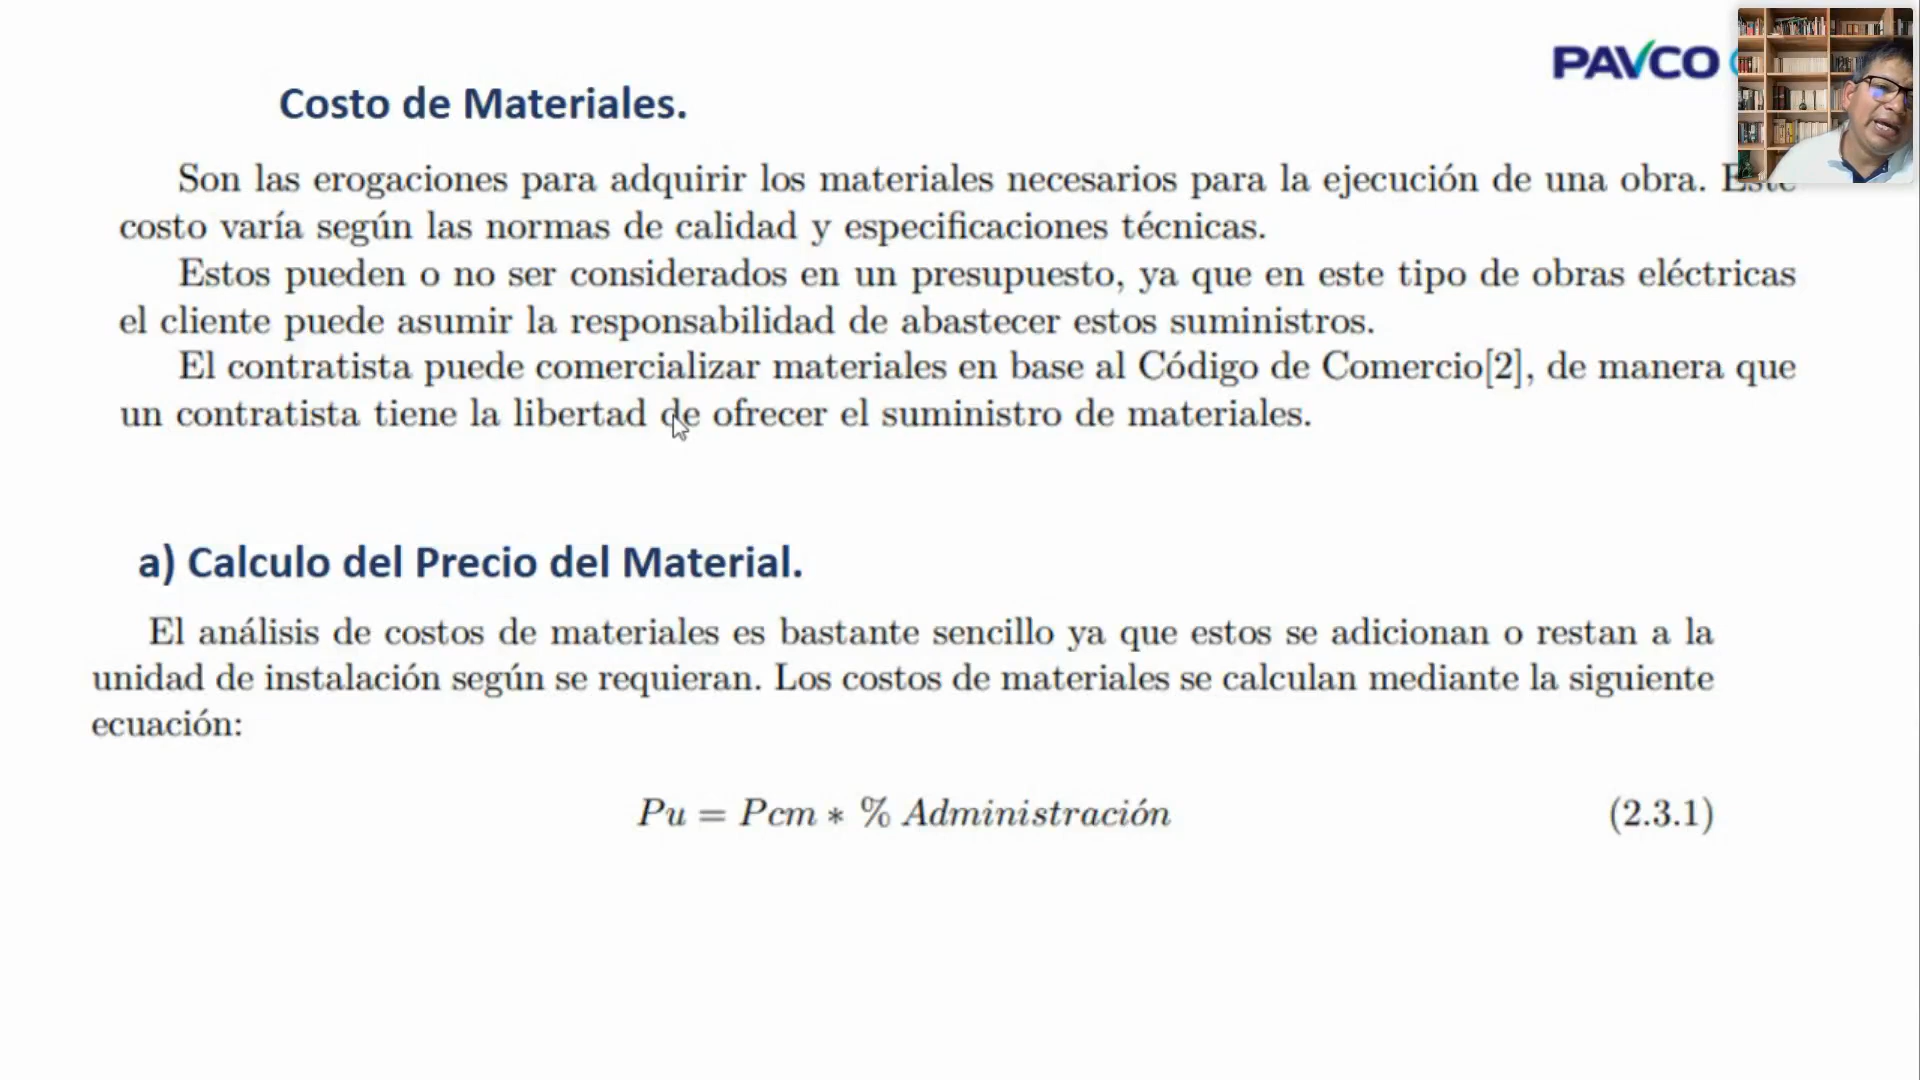 PAVCO
Costo de Materiales.
Son las erogaciones para adquirir los materiales necesarios para la ejecución de una obra. Este
costo varía según las normas de calidad y especificaciones técnicas.
Estos pueden o no ser considerados en un presupuesto, ya que en este tipo de obras eléctricas
el cliente puede asumir la responsabilidad de abastecer estos suministros.
El contratista puede comercializar materiales en base al Código de Comercio[2], de manera que
un contratista tiene la libertad de ofrecer el suministro de materiales.
a) Calculo del Precio del Material.
El análisis de costos de materiales es bastante sencillo ya que estos se adicionan o restan a la
unidad de instalación según se requieran. Los costos de materiales se calculan mediante la siguiente
ecuación:
Pu = Pcm * % Administración (2.3.1)